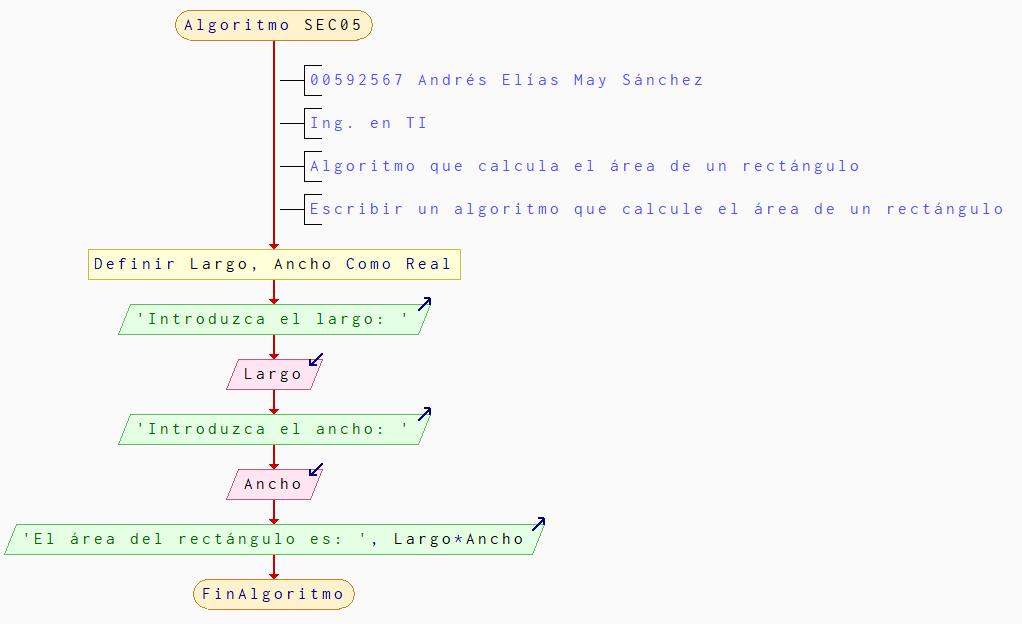 Algoritmo SEC05
00592567 Andrés Elías May Sánchez
Ing. en TI
Algoritmo que calcula el área de un rectángulo
Escribir un algoritmo que calcule el área de un rectángulo
Definir Largo, Ancho Como Real
'Introduzca el largo: '
Largo
'Introduzca el ancho: '
Ancho
'El área del rectángulo es: ', Largo*Ancho
FinAlgoritmo